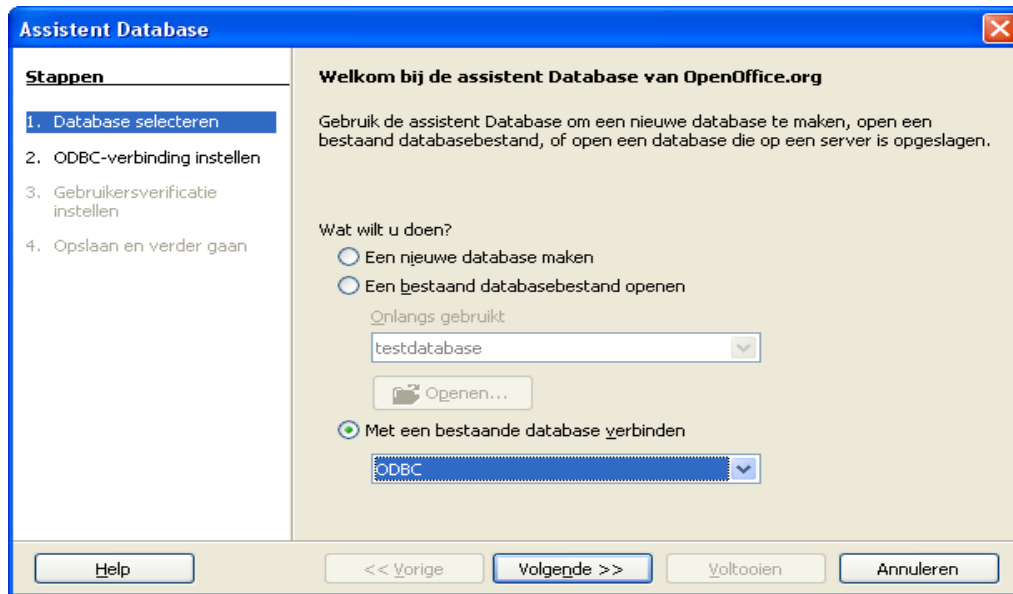 Assistent Database
Stappen
1. Database selecteren
2. ODBC-verbinding instellen
3. Gebruikersverificatie
instellen
4. Opslaan en verder gaan
Welkom bij de assistent Database van OpenOffice.org
Gebruik de assistent Database om een nieuwe database te maken, open een
bestaand databasebestand, of open een database die op een server is opgeslagen.
Wat wilt u doen?
Een nieuwe database maken
Een bestaand databasebestand openen
Onlangs gebruikt
testdatabase
Openen...
Met een bestaande database verbinden
ODBC
Help
<< Vorige
Volgende >>
Voltooien
Annuleren